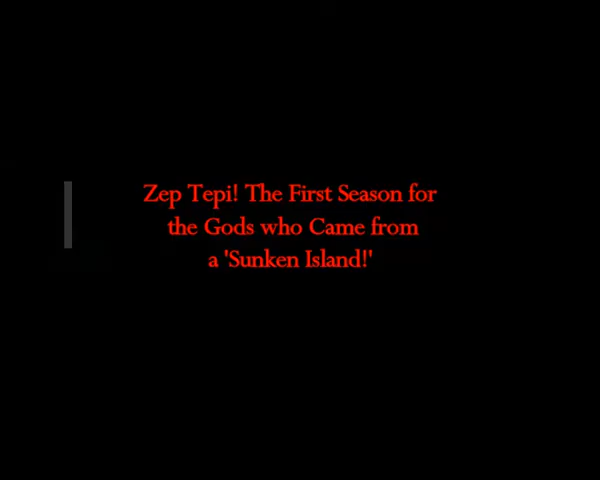 Zep Tepi! The First Season for
the Gods who Came from
a 'Sunken Island!'